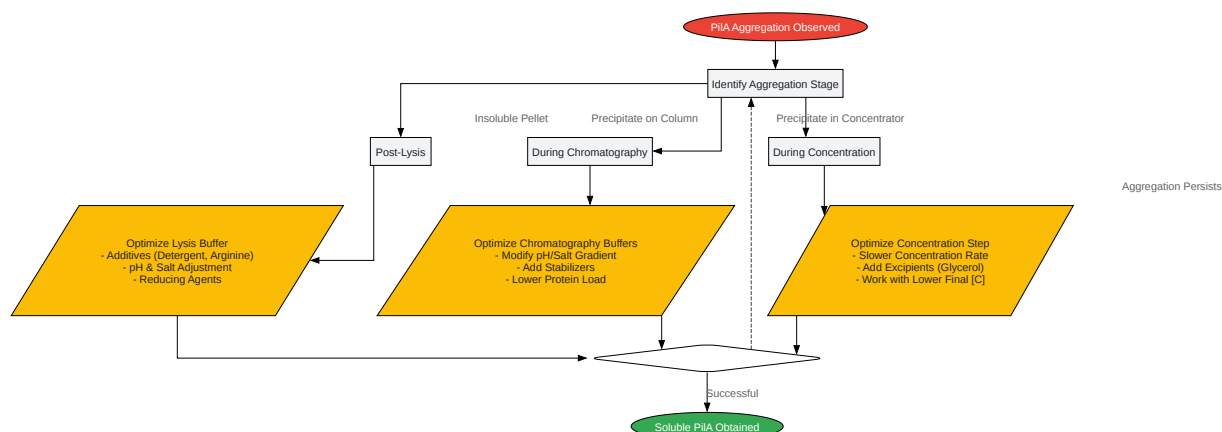 PilA Aggregation Observed
Identify Aggregation Stage
Insoluble Pellet
Precipitate on Column
Precipitate in Concentrator
Post-Lysis
During Chromatography
During Concentration
Aggregation Persists
Optimize Lysis Buffer
- Additives (Detergent, Arginine)
- pH & Salt Adjustment
- Reducing Agents
Optimize Chromatography Buffers
- Modify pH/Salt Gradient
- Add Stabilizers
- Lower Protein Load
Optimize Concentration Step
- Slower Concentration Rate
- Add Excipients (Glycerol)
- Work with Lower Final [C]
Successful
Soluble PilA Obtained